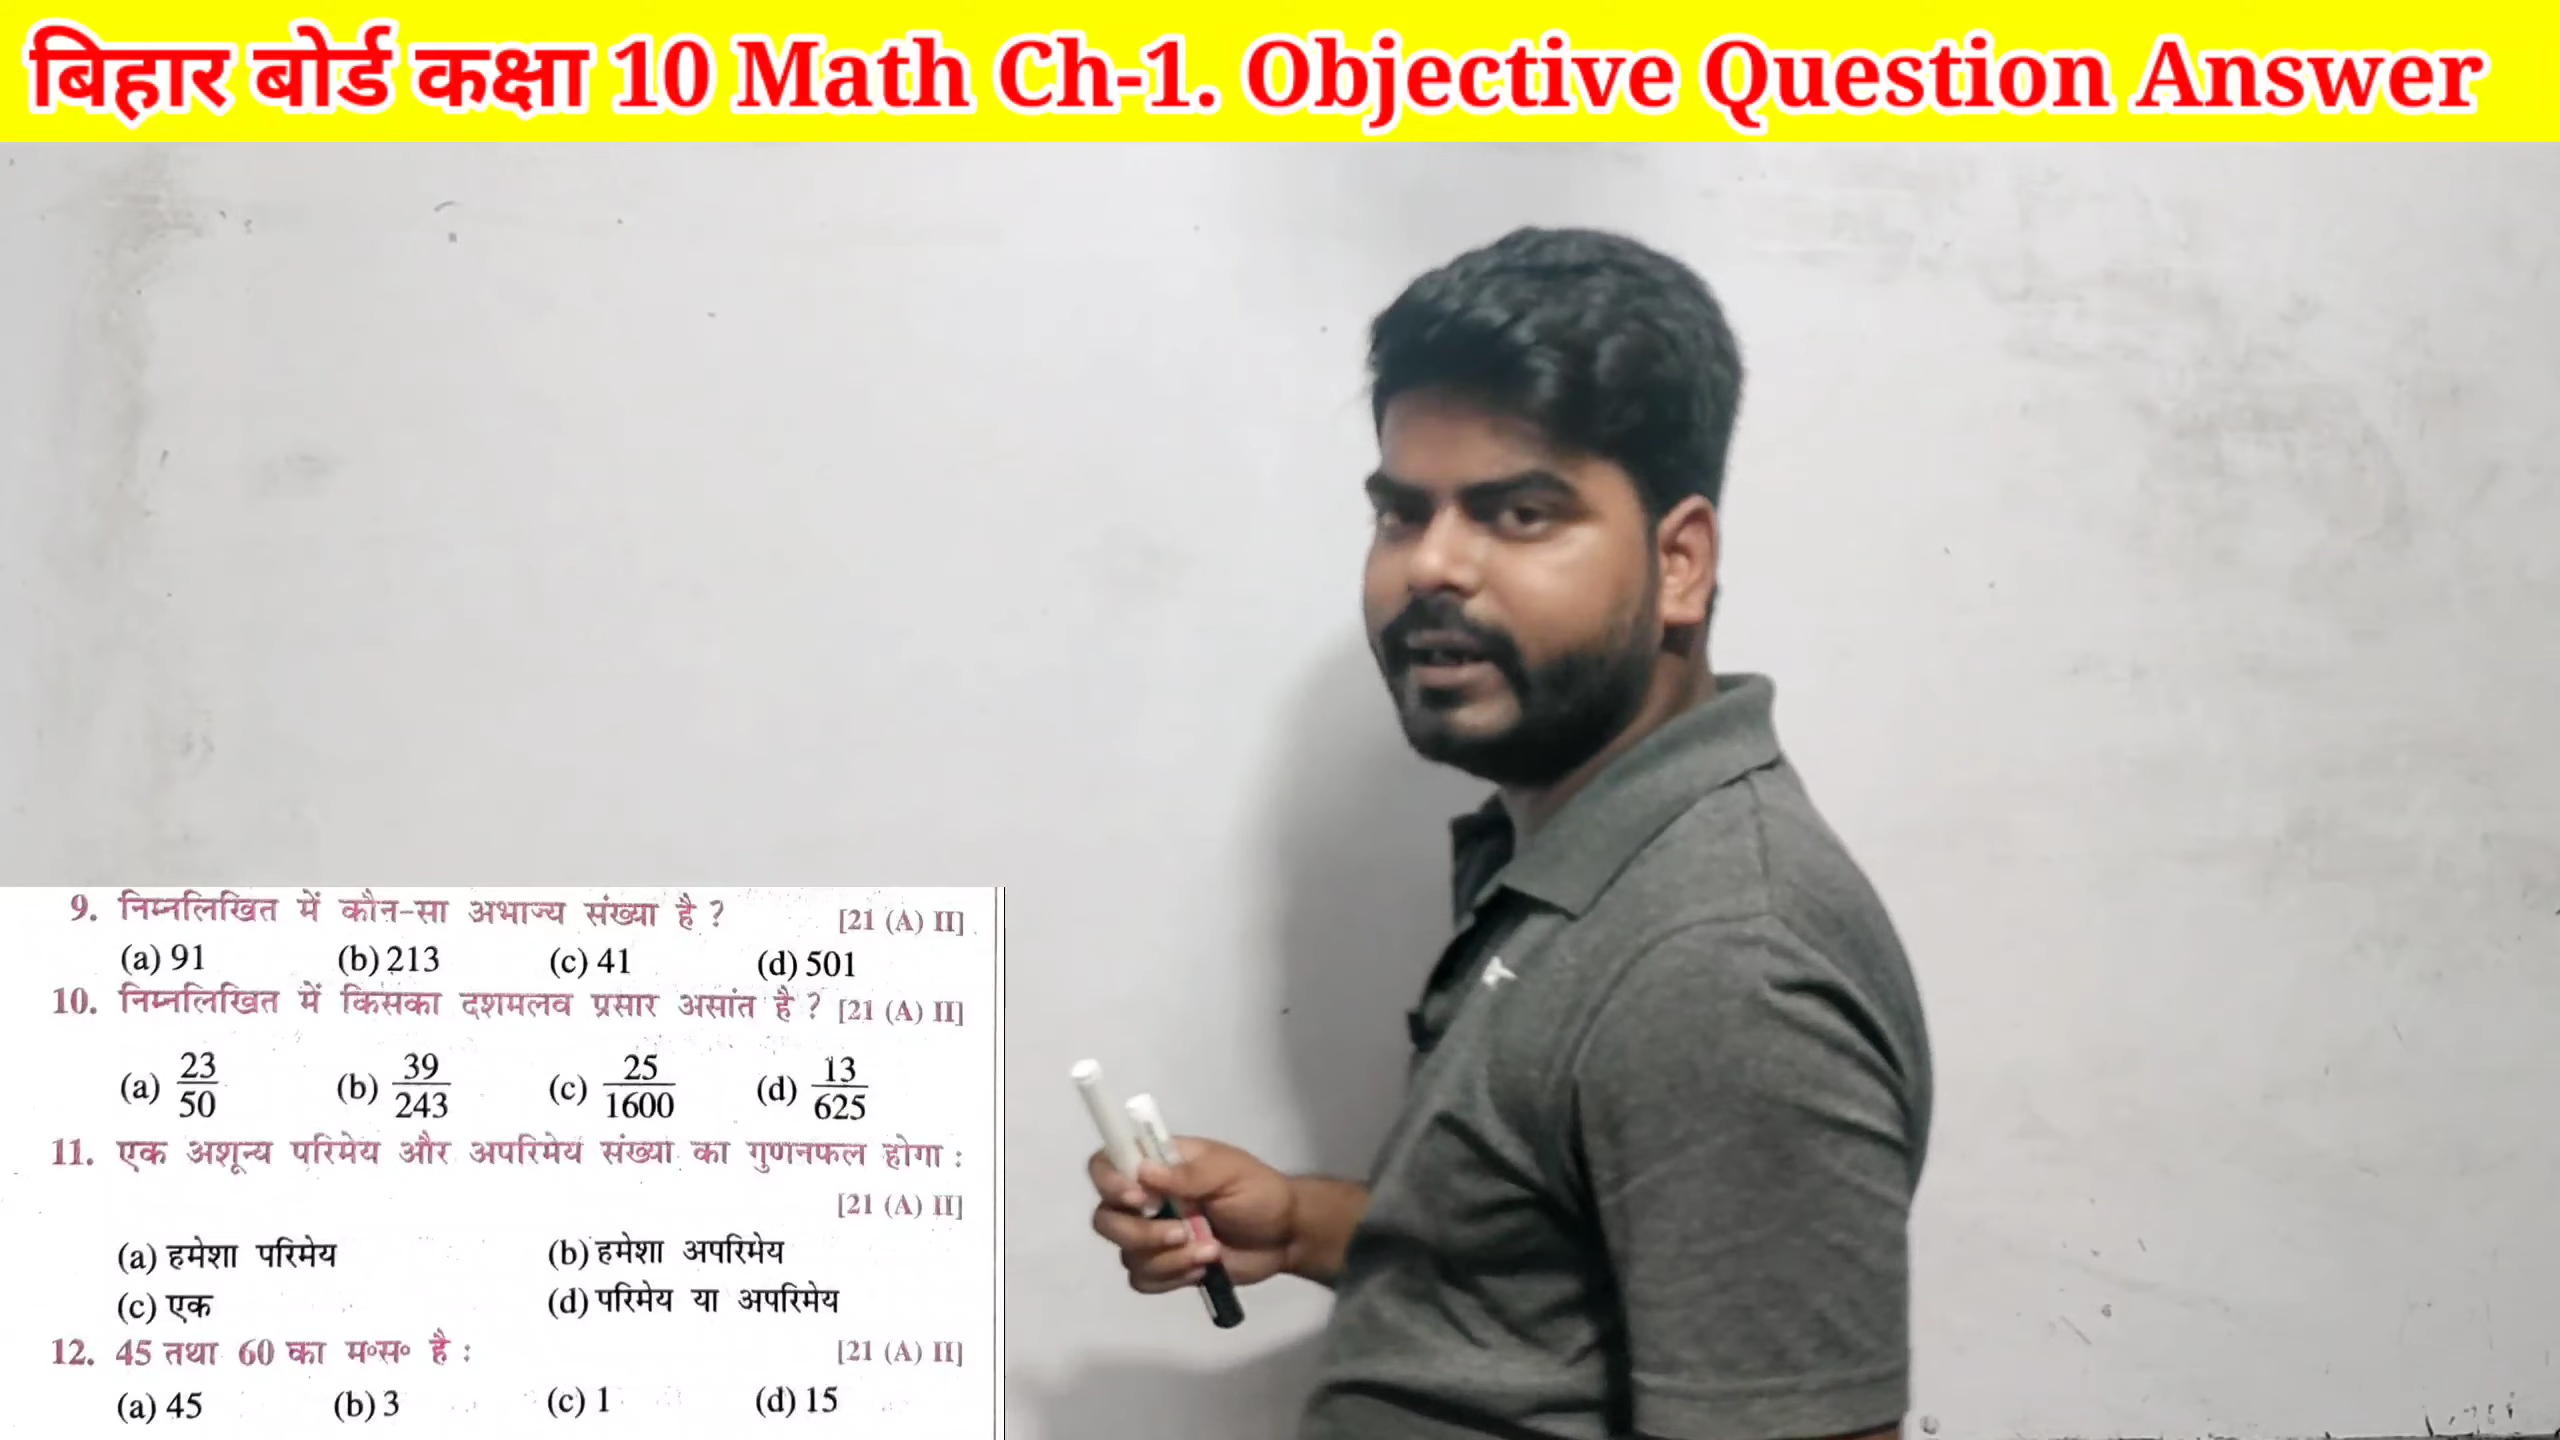 बिहार बोर्ड कक्षा 10 Math Ch-1. Objective Question Answer
9. निम्नलिखित में कौन-सा अभाज्य संख्या है ? [21 (A) II]
(a) 91 (b) 213 (c) 41 (d) 501
10. निम्नलिखित में किसका दशमलव प्रसार असांत है ? [21 (A) II]
(a) 23/50 (b) 39/243 (c) 25/1600 (d) 13/625
11. एक अशून्य परिमेय और अपरिमेय संख्या का गुणनफल होगा :
[21 (A) II]
(a) हमेशा परिमेय (b) हमेशा अपरिमेय
(c) एक (d) परिमेय या अपरिमेय
12. 45 तथा 60 का म०स० है : [21 (A) II]
(a) 45 (b) 3 (c) 1 (d) 15